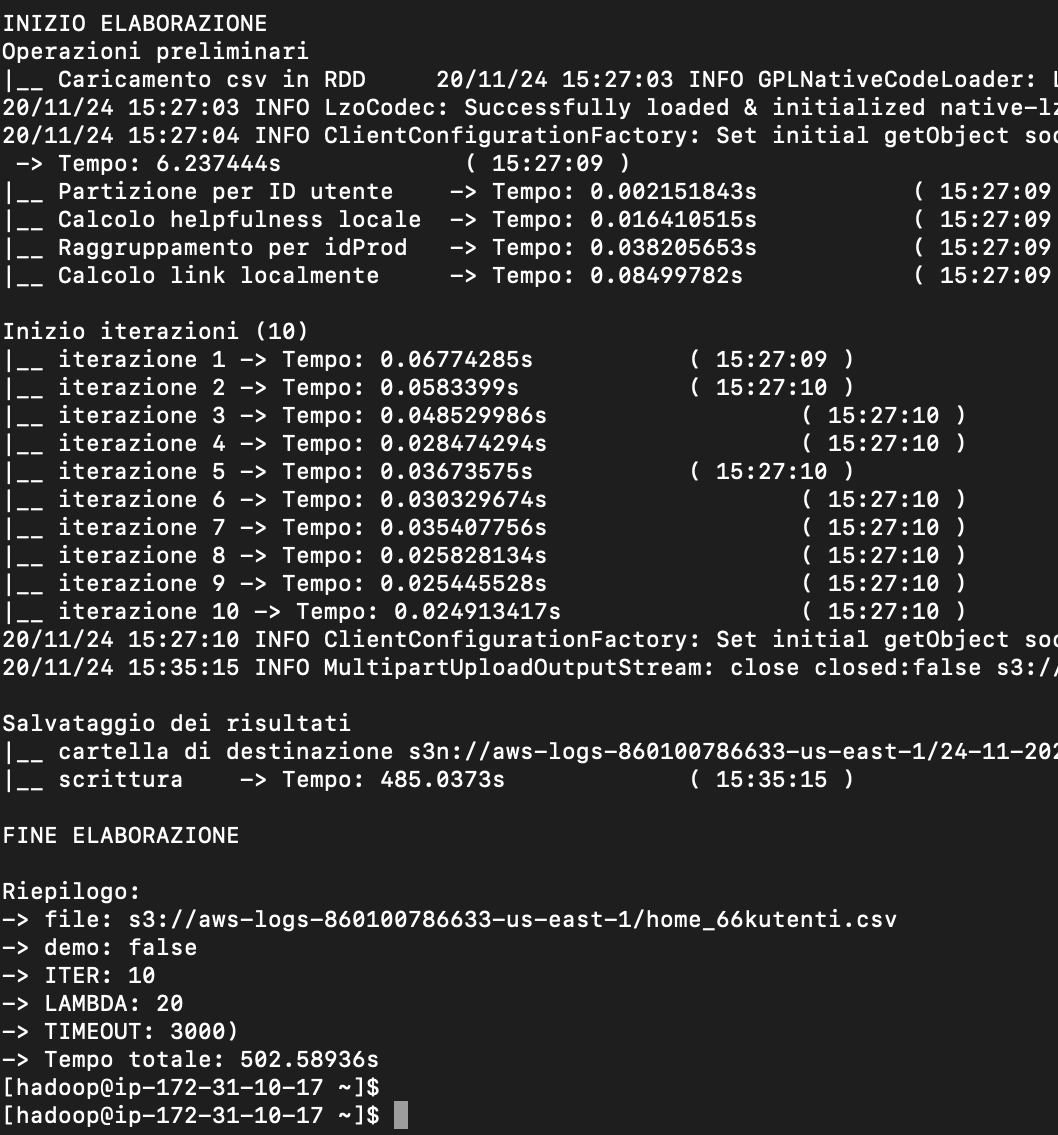 INIZIO ELABORAZIONE
Operazioni preliminari
|__ Caricamento csv in RDD     20/11/24 15:27:03 INFO GPLNativeCodeLoader:
20/11/24 15:27:03 INFO LzoCodec: Successfully loaded & initialized native-lz
20/11/24 15:27:04 INFO ClientConfigurationFactory: Set initial getObject soc
 -> Tempo: 6.237444s             ( 15:27:09 )
|__ Partizione per ID utente    -> Tempo: 0.002151843s           ( 15:27:09
|__ Calcolo helpfulness locale  -> Tempo: 0.016410515s           ( 15:27:09
|__ Raggruppamento per idProd   -> Tempo: 0.038205653s           ( 15:27:09
|__ Calcolo link localmente     -> Tempo: 0.08499782s            ( 15:27:09

Inizio iterazioni (10)
|__ iterazione 1 -> Tempo: 0.06774285s           ( 15:27:09 )
|__ iterazione 2 -> Tempo: 0.0583399s            ( 15:27:10 )
|__ iterazione 3 -> Tempo: 0.048529986s                  ( 15:27:10 )
|__ iterazione 4 -> Tempo: 0.028474294s                  ( 15:27:10 )
|__ iterazione 5 -> Tempo: 0.03673575s           ( 15:27:10 )
|__ iterazione 6 -> Tempo: 0.030329674s                  ( 15:27:10 )
|__ iterazione 7 -> Tempo: 0.035407756s                  ( 15:27:10 )
|__ iterazione 8 -> Tempo: 0.025828134s                  ( 15:27:10 )
|__ iterazione 9 -> Tempo: 0.025445528s                  ( 15:27:10 )
|__ iterazione 10 -> Tempo: 0.024913417s                 ( 15:27:10 )
20/11/24 15:27:10 INFO ClientConfigurationFactory: Set initial getObject soc
20/11/24 15:35:15 INFO MultipartUploadOutputStream: close closed:false s3://

Salvataggio dei risultati
|__ cartella di destinazione s3n://aws-logs-860100786633-us-east-1/24-11-202
|__ scrittura    -> Tempo: 485.0373s             ( 15:35:15 )

FINE ELABORAZIONE

Riepilogo:
-> file: s3://aws-logs-860100786633-us-east-1/home_66kutenti.csv
-> demo: false
-> ITER: 10
-> LAMBDA: 20
-> TIMEOUT: 3000)
-> Tempo totale: 502.58936s
[hadoop@ip-172-31-10-17 ~]$
[hadoop@ip-172-31-10-17 ~]$